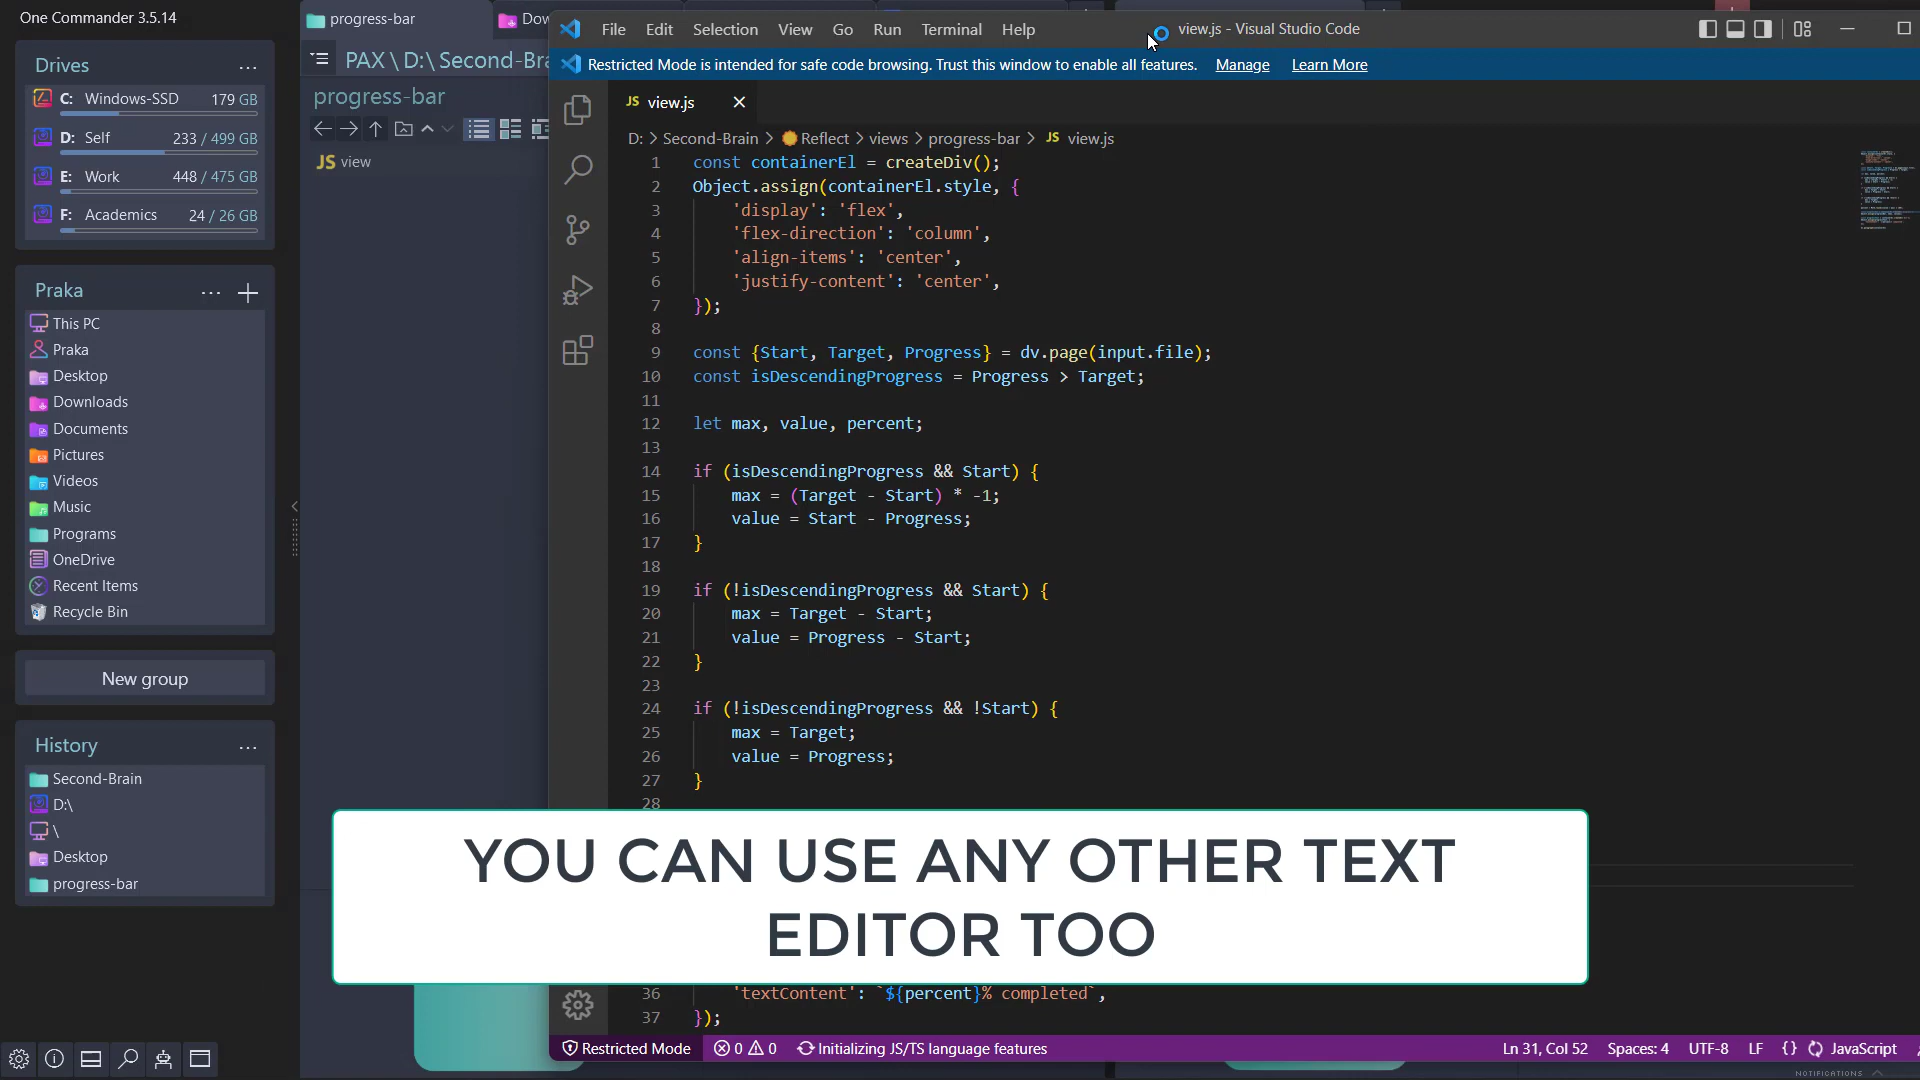 One Commander 3.5.14
Drives
C: Windows-SSD 179 GB
D: Self 233 / 499 GB
E: Work 448 / 475 GB
F: Academics 24 / 26 GB
Praka
This PC
Praka
Desktop
Downloads
Documents
Pictures
Videos
Music
Programs
OneDrive
Recent Items
Recycle Bin
New group
History
Second-Brain
D:\
\
Desktop
progress-bar
progress-bar
PAX \ D:\ Second-Bra
progress-bar
JS view
File Edit Selection View Go Run Terminal Help
view.js - Visual Studio Code
Restricted Mode is intended for safe code browsing. Trust this window to enable all features. Manage Learn More
JS view.js
D: > Second-Brain > Reflect > views > progress-bar > JS view.js
1 const containerEl = createDiv();
2 Object.assign(containerEl.style, {
3 'display': 'flex',
4 'flex-direction': 'column',
5 'align-items': 'center',
6 'justify-content': 'center',
7 });
8
9 const {Start, Target, Progress} = dv.page(input.file);
10 const isDescendingProgress = Progress > Target;
11
12 let max, value, percent;
13
14 if (isDescendingProgress && Start) {
15 max = (Target - Start) * -1;
16 value = Start - Progress;
17 }
18
19 if (!isDescendingProgress && Start) {
20 max = Target - Start;
21 value = Progress - Start;
22 }
23
24 if (!isDescendingProgress && !Start) {
25 max = Target;
26 value = Progress;
27 }
28
YOU CAN USE ANY OTHER TEXT
EDITOR TOO
36 'textContent': `${percent}% completed`,
37 });
Restricted Mode 0 0 Initializing JS/TS language features
Ln 31, Col 52 Spaces: 4 UTF-8 LF {} JavaScript
NOTIFICATIONS